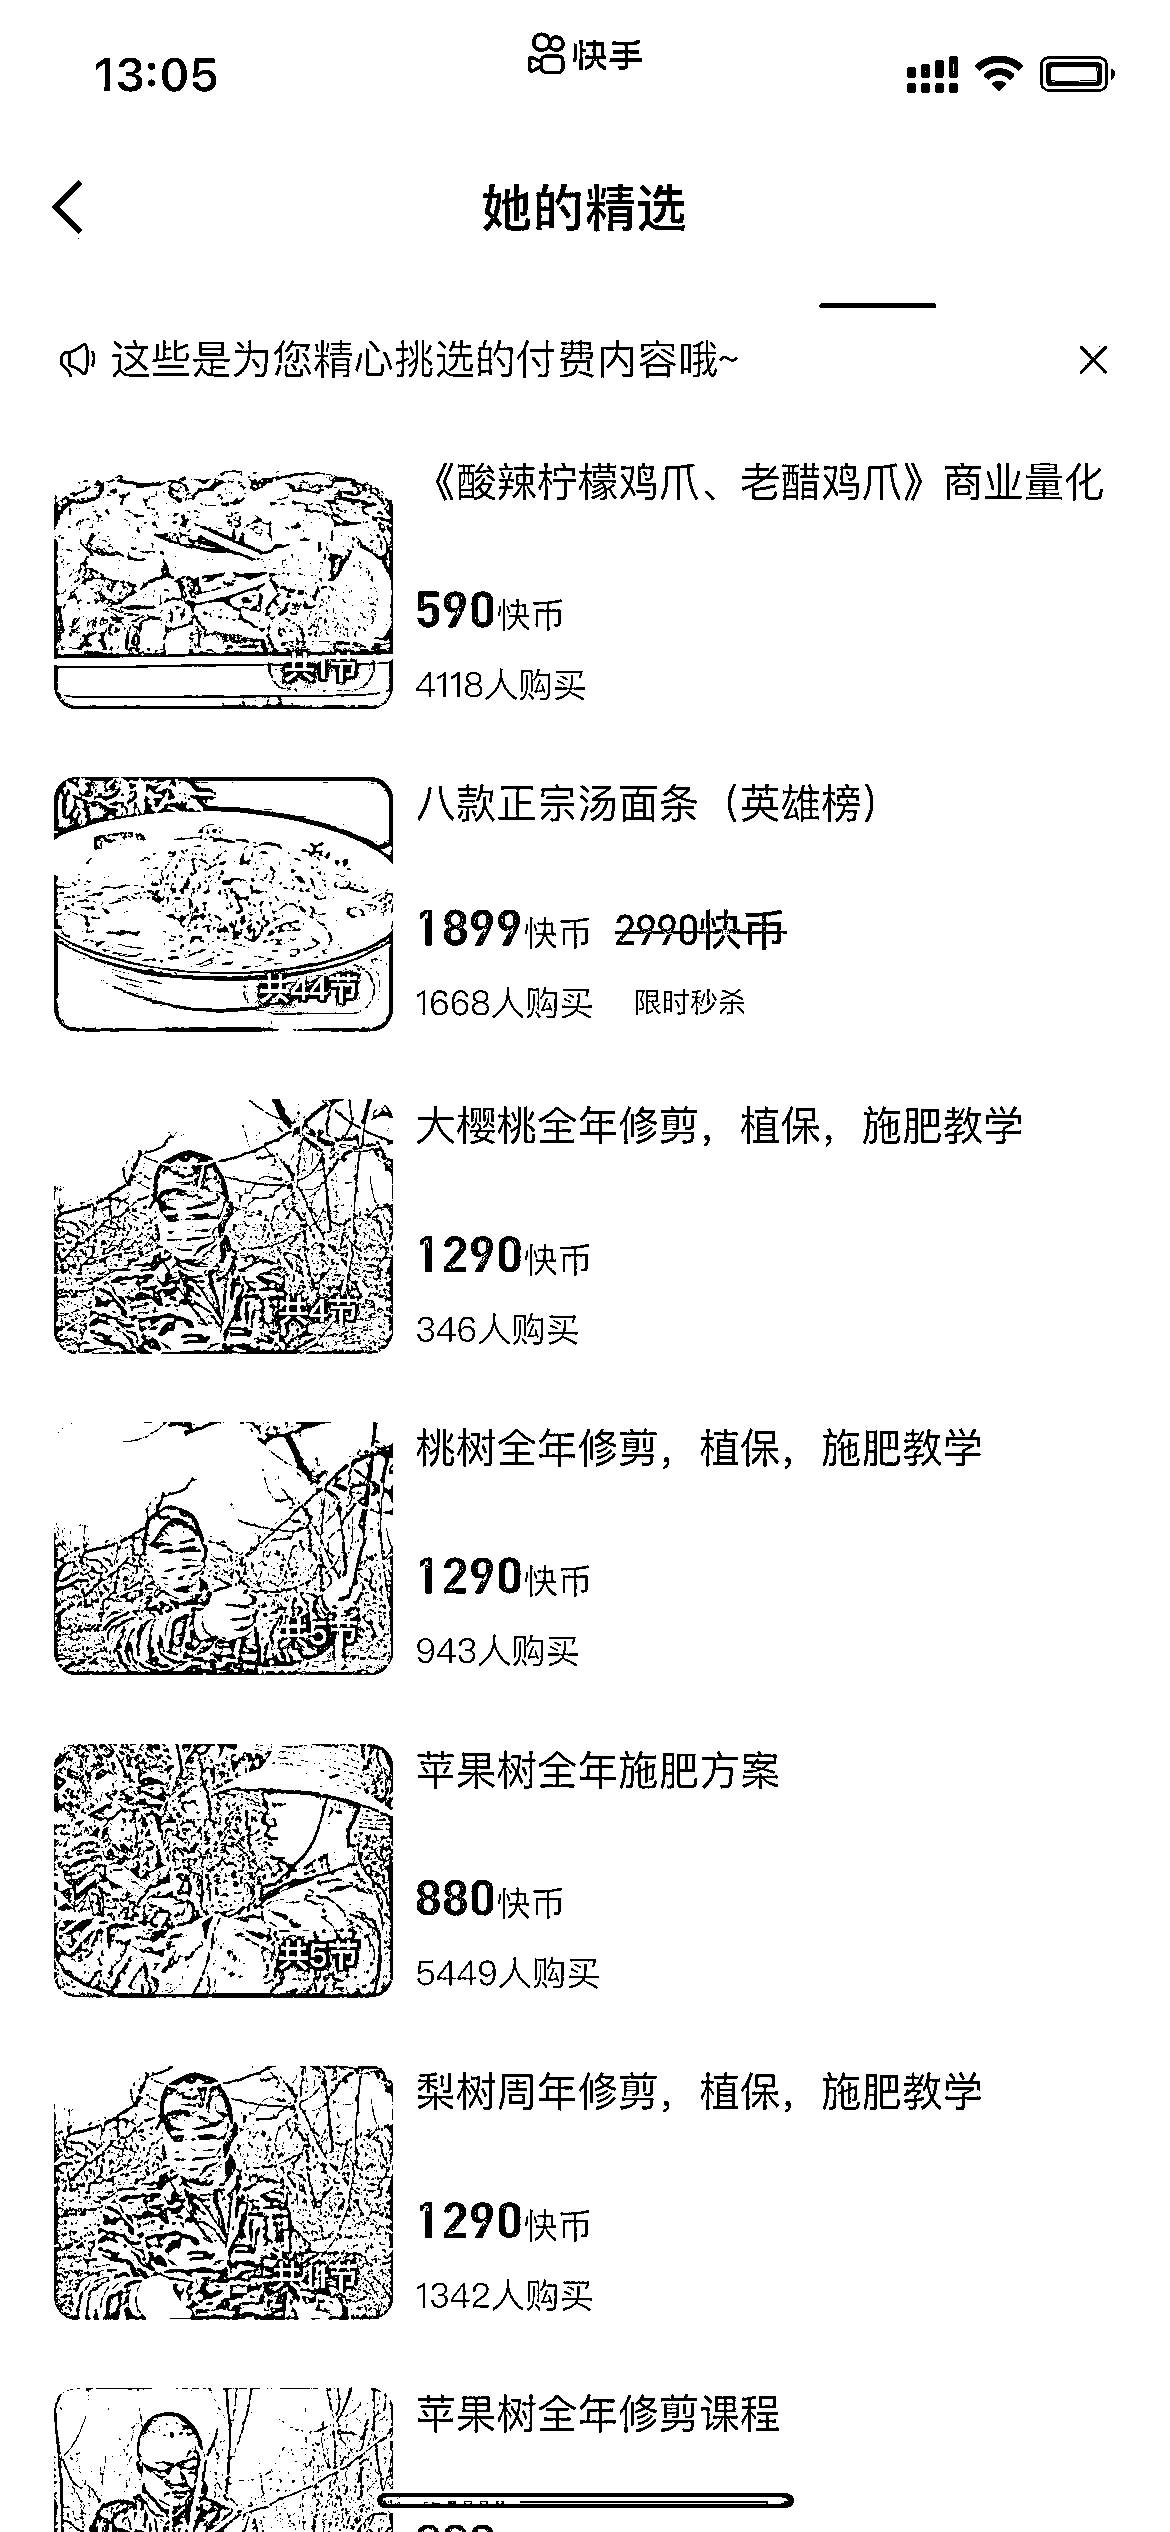 13:05
快手
她的精选
这些是为您精心挑选的付费内容哦~
《酸辣柠檬鸡爪、老醋鸡爪》商业量化
590快币
共1节
4118人购买
八款正宗汤面条（英雄榜）
1899快币 2990快币
共44节
1668人购买 限时秒杀
大樱桃全年修剪，植保，施肥教学
1290快币
共4节
346人购买
桃树全年修剪，植保，施肥教学
1290快币
共5节
943人购买
苹果树全年施肥方案
880快币
共5节
5449人购买
梨树周年修剪，植保，施肥教学
1290快币
共11节
1342人购买
苹果树全年修剪课程